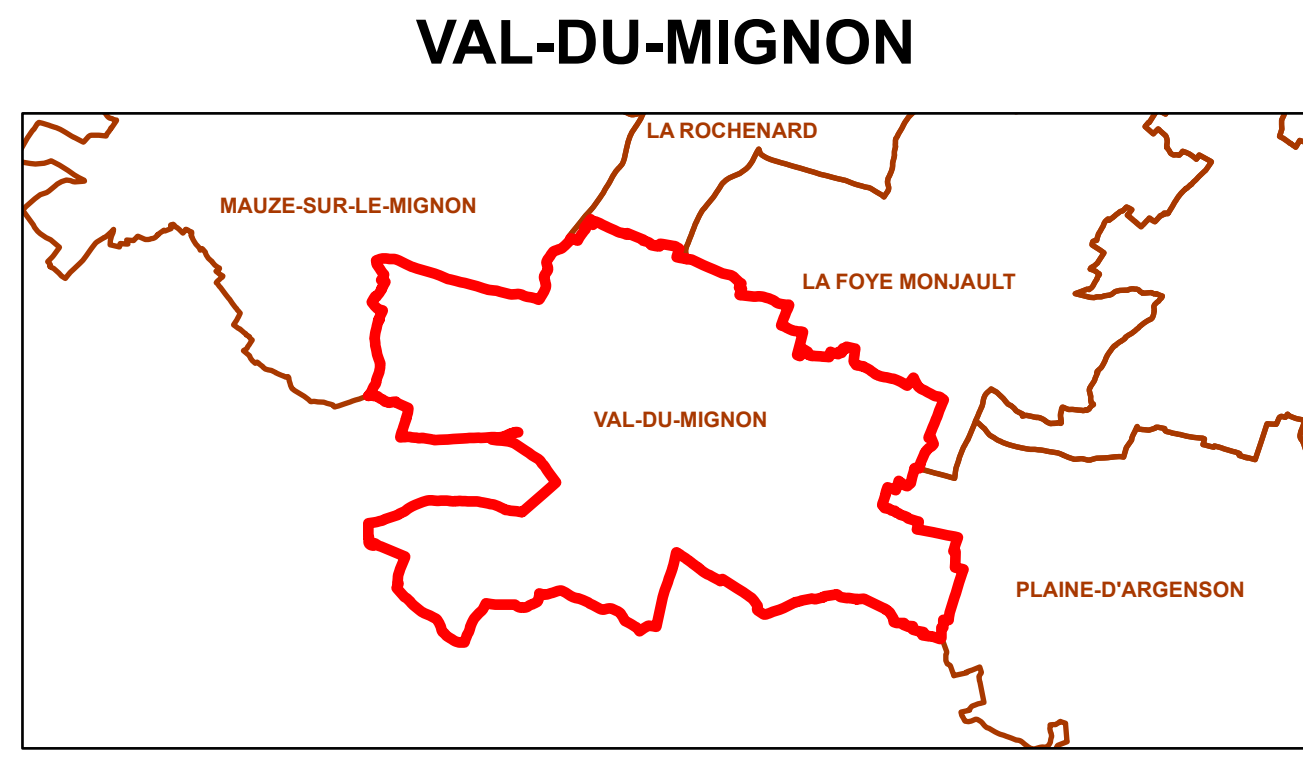 VAL-DU-MIGNON
LA ROCHENARD
MAUZE-SUR-LE-MIGNON
LA FOYE MONJAULT
VAL-DU-MIGNON
PLAINE-D'ARGENSON